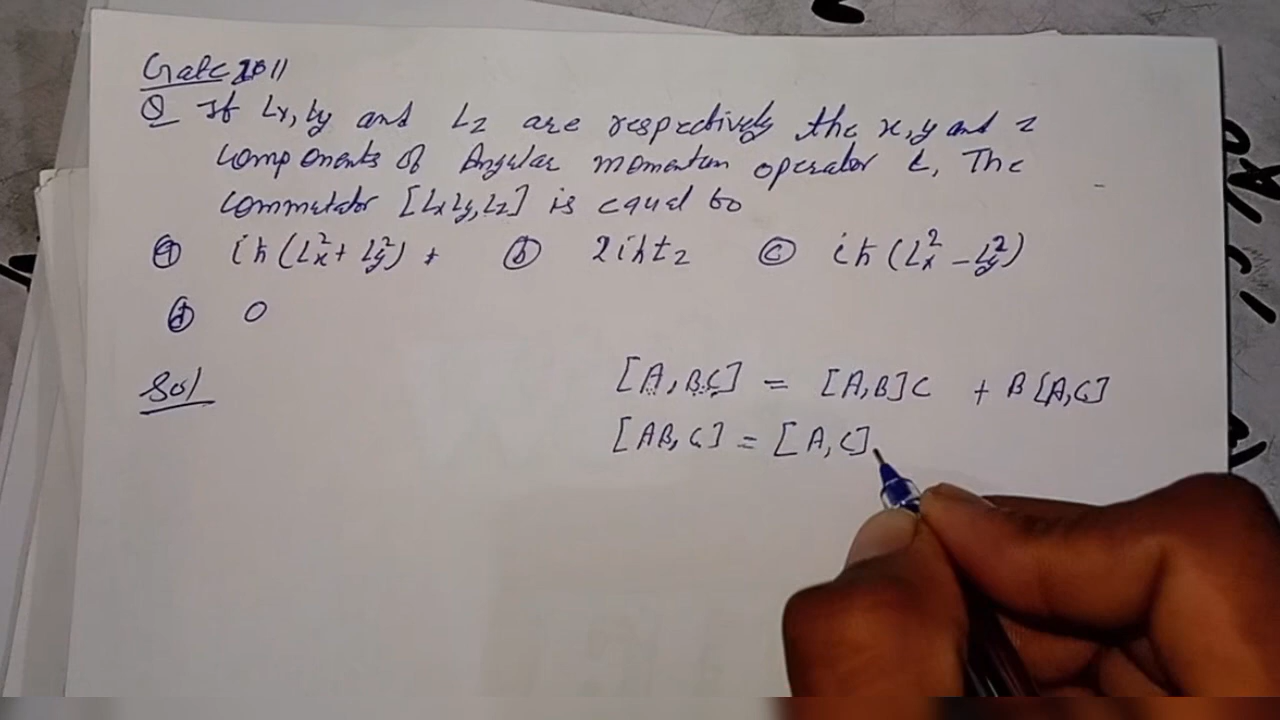 Gate 2011
Q If Lx, Ly and Lz are respectively the x, y and z
components of Angular momentum operator L, The
commutator [LxLy, Lz] is equal to
ⓐ iħ(Lx² + Ly²) ⓑ 2iħLz ⓒ iħ(Lx² - Ly²)
ⓓ 0
Sol
[A, BC] = [A,B]C + B[A,C]
[AB, C] = [A, C]